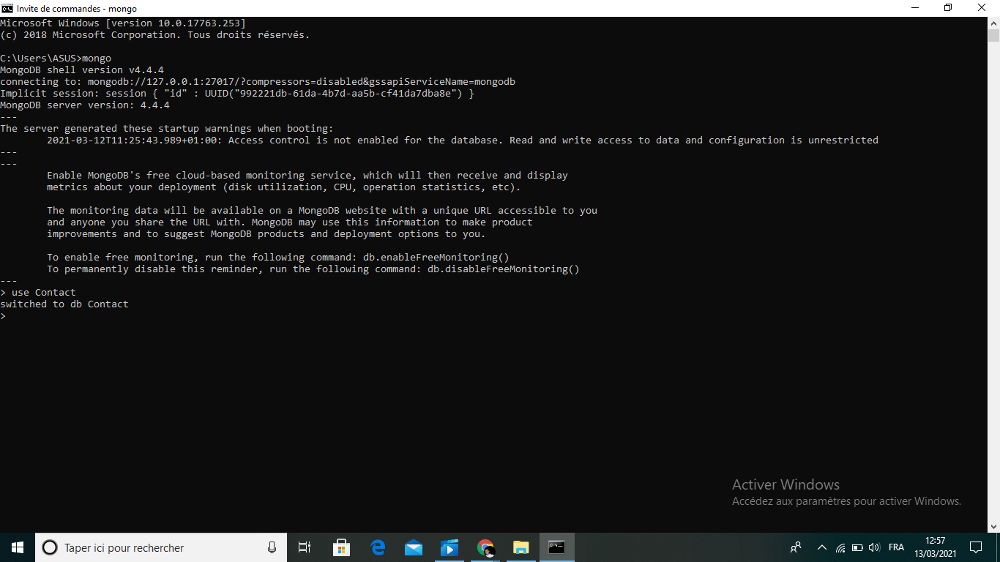 Invite de commandes - mongo
Microsoft Windows [version 10.0.17763.253]
(c) 2018 Microsoft Corporation. Tous droits réservés.
C:\Users\ASUS>mongo
MongoDB shell version v4.4.4
connecting to: mongodb://127.0.0.1:27017/?compressors=disabled&gssapiServiceName=mongodb
Implicit session: session { "id" : UUID("992221db-61da-4b7d-aa5b-cf41da7dba8e") }
MongoDB server version: 4.4.4
---
The server generated these startup warnings when booting:
2021-03-12T11:25:43.989+01:00: Access control is not enabled for the database. Read and write access to data and configuration is unrestricted
---
---
Enable MongoDB's free cloud-based monitoring service, which will then receive and display
metrics about your deployment (disk utilization, CPU, operation statistics, etc).
The monitoring data will be available on a MongoDB website with a unique URL accessible to you
and anyone you share the URL with. MongoDB may use this information to make product
improvements and to suggest MongoDB products and deployment options to you.
To enable free monitoring, run the following command: db.enableFreeMonitoring()
To permanently disable this reminder, run the following command: db.disableFreeMonitoring()
---
> use Contact
switched to db Contact
>
Activer Windows
Accédez aux paramètres pour activer Windows.
Taper ici pour rechercher
FRA
12:57
13/03/2021